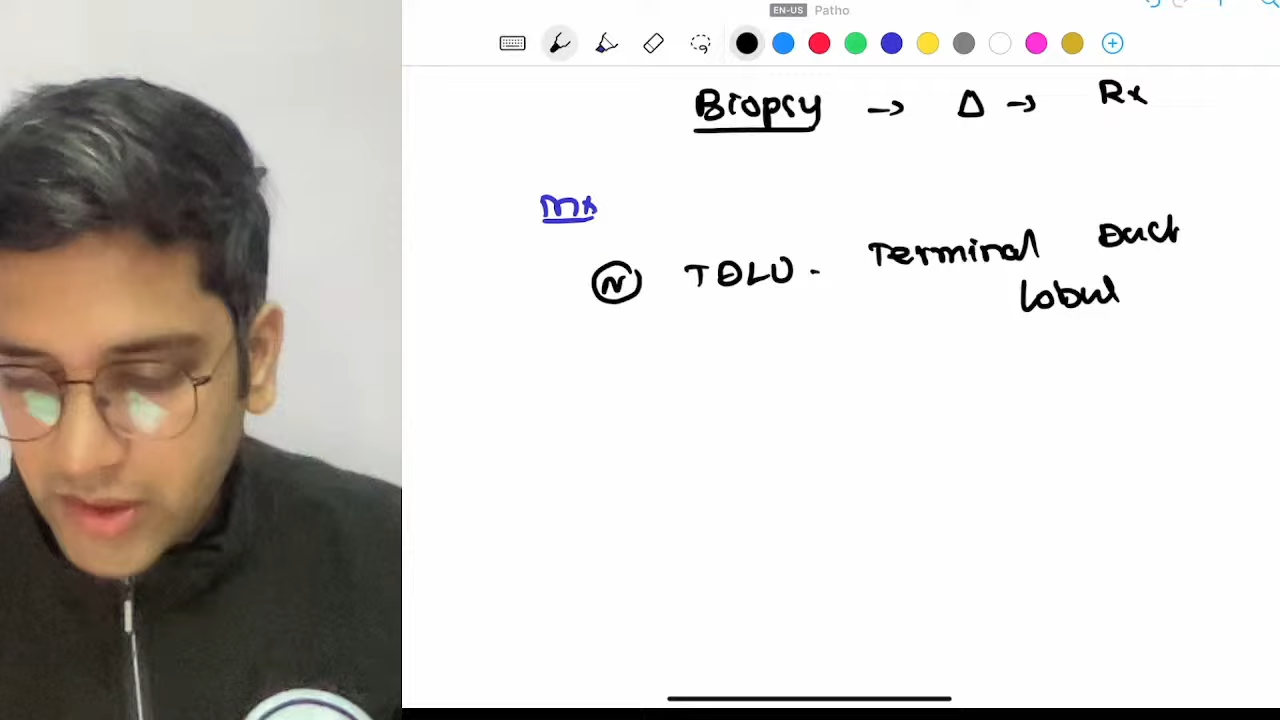 EN-US Patho
Biopsy → Δ → Rx
Mx
N TDLU - Terminal Duct
Lobul